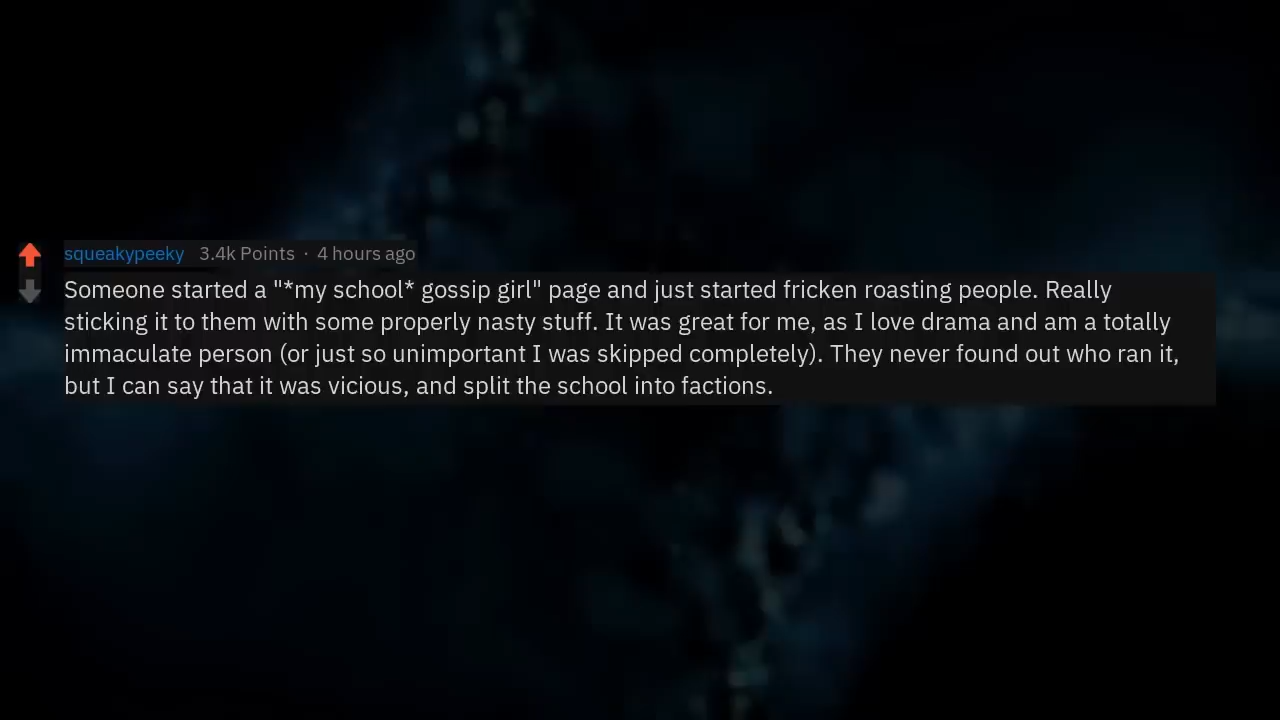 squeakypeeky 3.4k Points · 4 hours ago
Someone started a "*my school* gossip girl" page and just started fricken roasting people. Really
sticking it to them with some properly nasty stuff. It was great for me, as I love drama and am a totally
immaculate person (or just so unimportant I was skipped completely). They never found out who ran it,
but I can say that it was vicious, and split the school into factions.